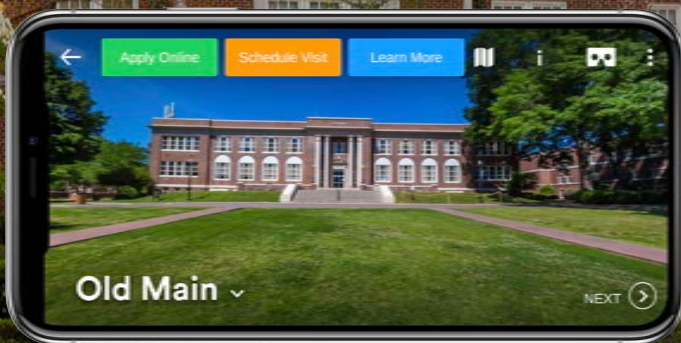 Apply Online
Schedule Visit
Learn More
i
Old Main
NEXT